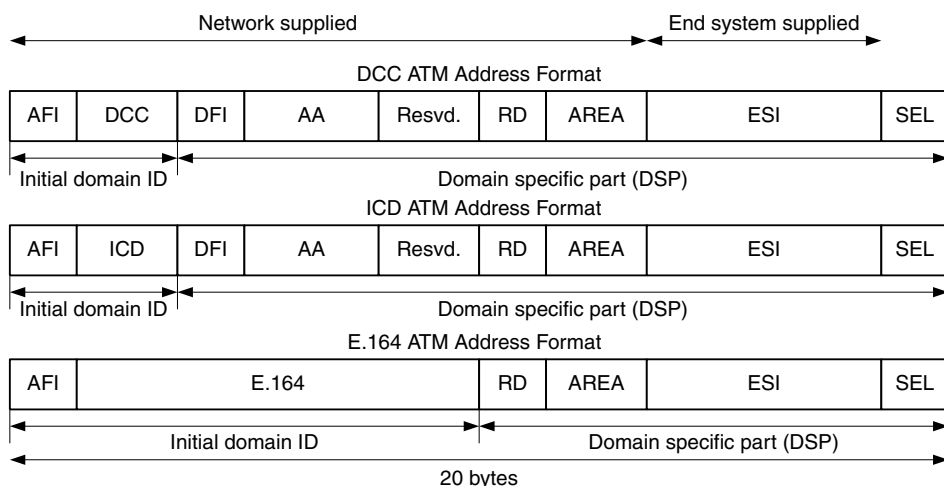 Network supplied End system supplied
DCC ATM Address Format
AFI DCC DFI AA Resvd. RD AREA ESI SEL
Initial domain ID Domain specific part (DSP)
ICD ATM Address Format
AFI ICD DFI AA Resvd. RD AREA ESI SEL
Initial domain ID Domain specific part (DSP)
E.164 ATM Address Format
AFI E.164 RD AREA ESI SEL
Initial domain ID Domain specific part (DSP)
20 bytes